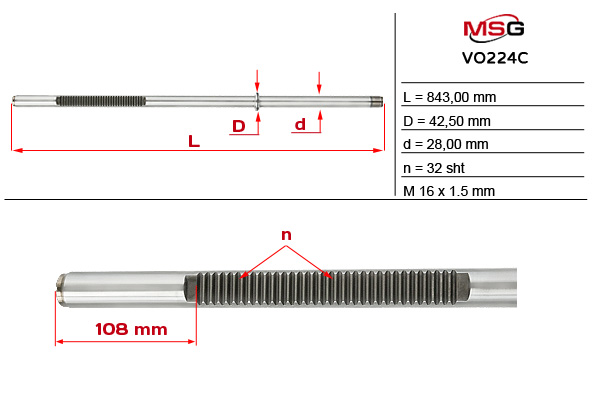 MSG
VO224C
L = 843,00 mm
D = 42,50 mm
d = 28,00 mm
n = 32 sht
M 16 x 1.5 mm
D
d
L
n
108 mm